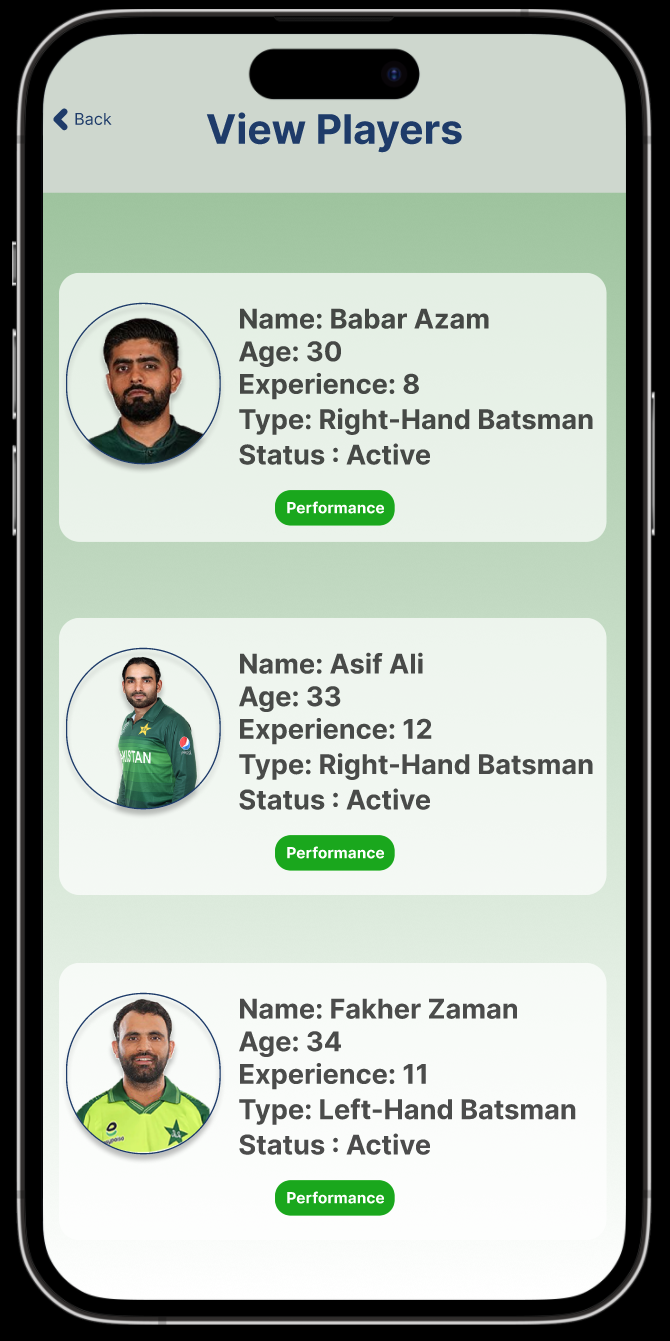 Back
View Players
Name: Babar Azam
Age: 30
Experience: 8
Type: Right-Hand Batsman
Status : Active
Performance
Name: Asif Ali
Age: 33
Experience: 12
Type: Right-Hand Batsman
Status : Active
Performance
Name: Fakher Zaman
Age: 34
Experience: 11
Type: Left-Hand Batsman
Status : Active
Performance